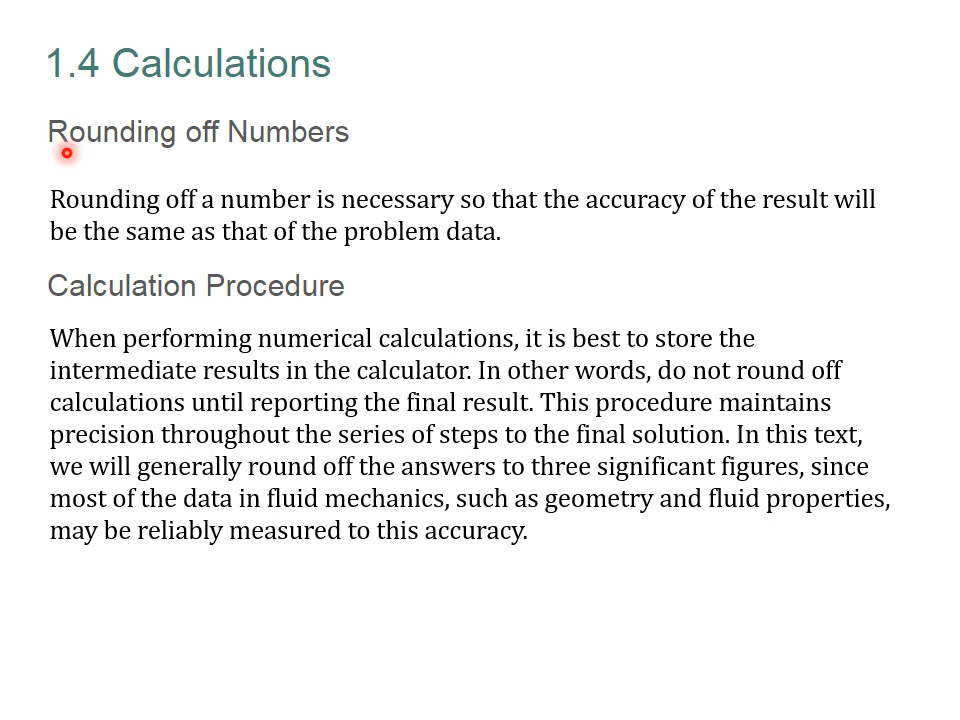 1.4 Calculations
Rounding off Numbers
Rounding off a number is necessary so that the accuracy of the result will
be the same as that of the problem data.
Calculation Procedure
When performing numerical calculations, it is best to store the
intermediate results in the calculator. In other words, do not round off
calculations until reporting the final result. This procedure maintains
precision throughout the series of steps to the final solution. In this text,
we will generally round off the answers to three significant figures, since
most of the data in fluid mechanics, such as geometry and fluid properties,
may be reliably measured to this accuracy.